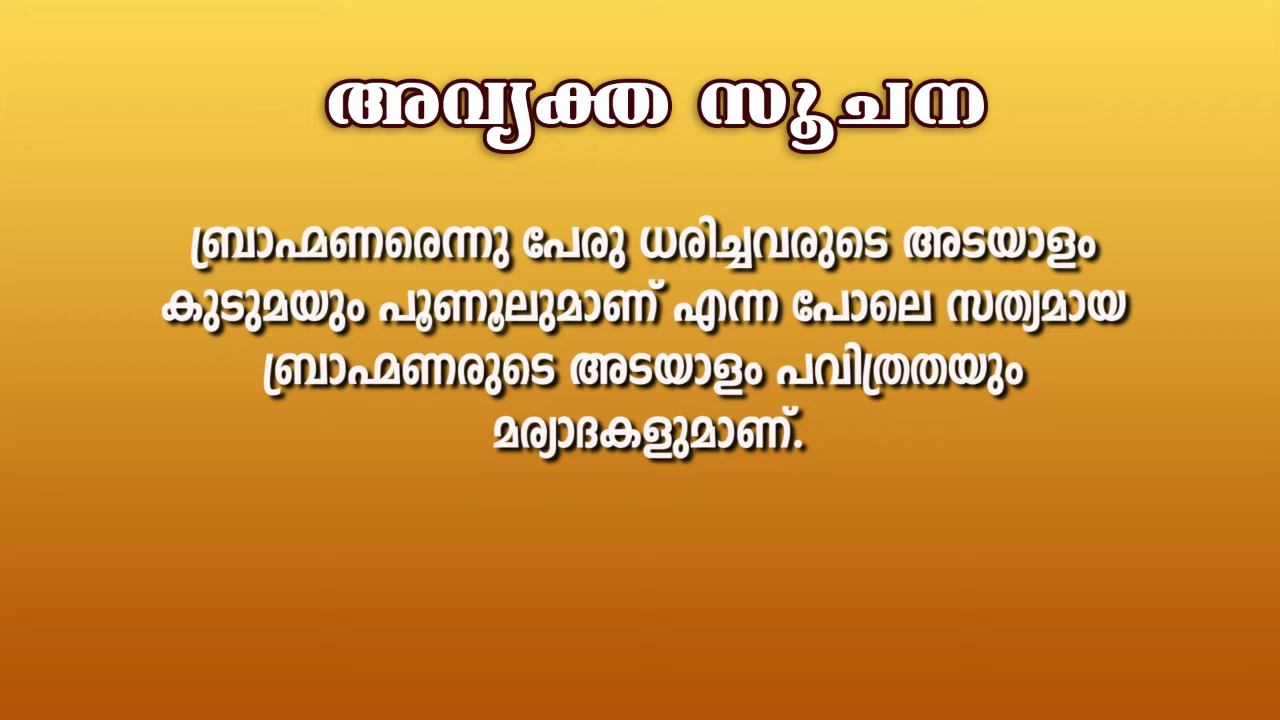 അവ്യക്ത സൂചന
ബ്രാഹ്മണരെന്നു പേരു ധരിച്ചവരുടെ അടയാളം
കുടുമയും പൂണൂലുമാണ് എന്ന പോലെ സത്യമായ
ബ്രാഹ്മണരുടെ അടയാളം പവിത്രതയും
മര്യാദകളുമാണ്.